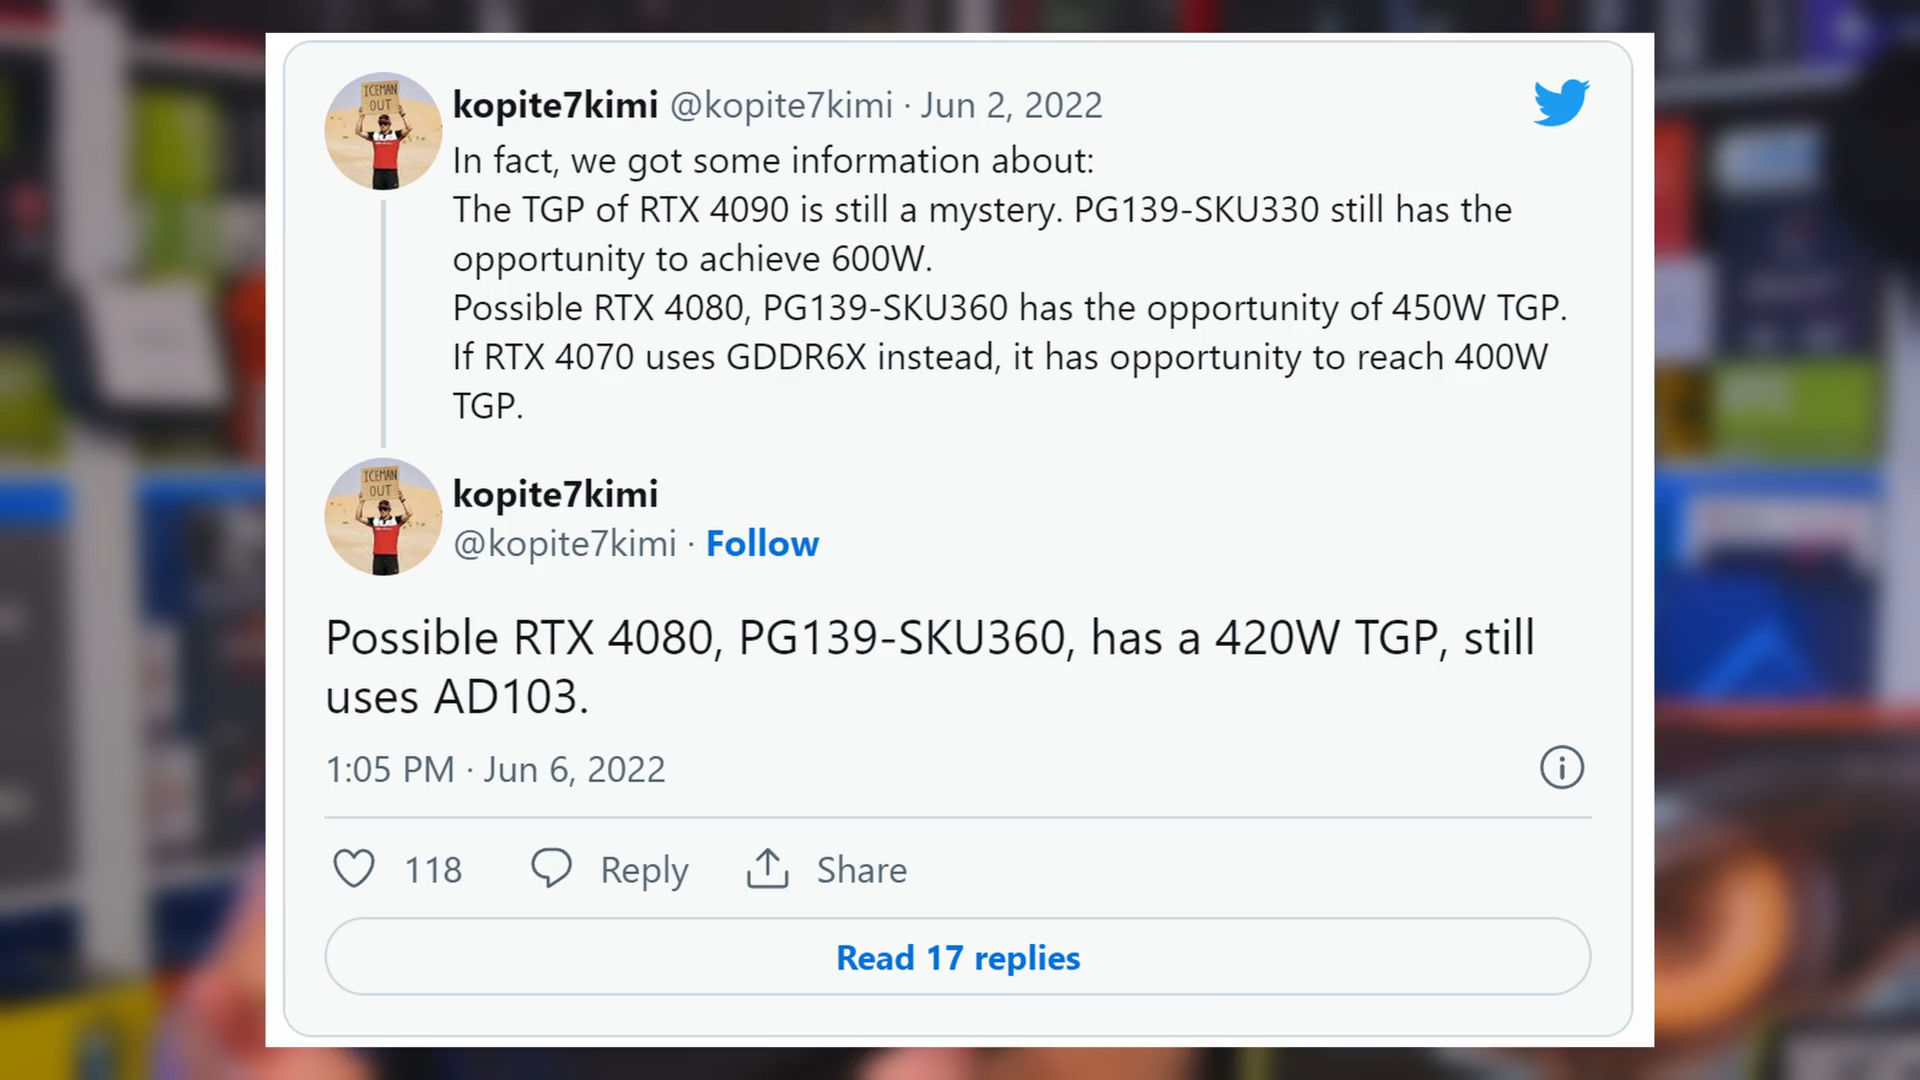 ICEMAN
OUT
kopite7kimi @kopite7kimi · Jun 2, 2022
In fact, we got some information about:
The TGP of RTX 4090 is still a mystery. PG139-SKU330 still has the
opportunity to achieve 600W.
Possible RTX 4080, PG139-SKU360 has the opportunity of 450W TGP.
If RTX 4070 uses GDDR6X instead, it has opportunity to reach 400W
TGP.
ICEMAN
OUT
kopite7kimi
@kopite7kimi · Follow
Possible RTX 4080, PG139-SKU360, has a 420W TGP, still
uses AD103.
1:05 PM · Jun 6, 2022
118 Reply Share
Read 17 replies